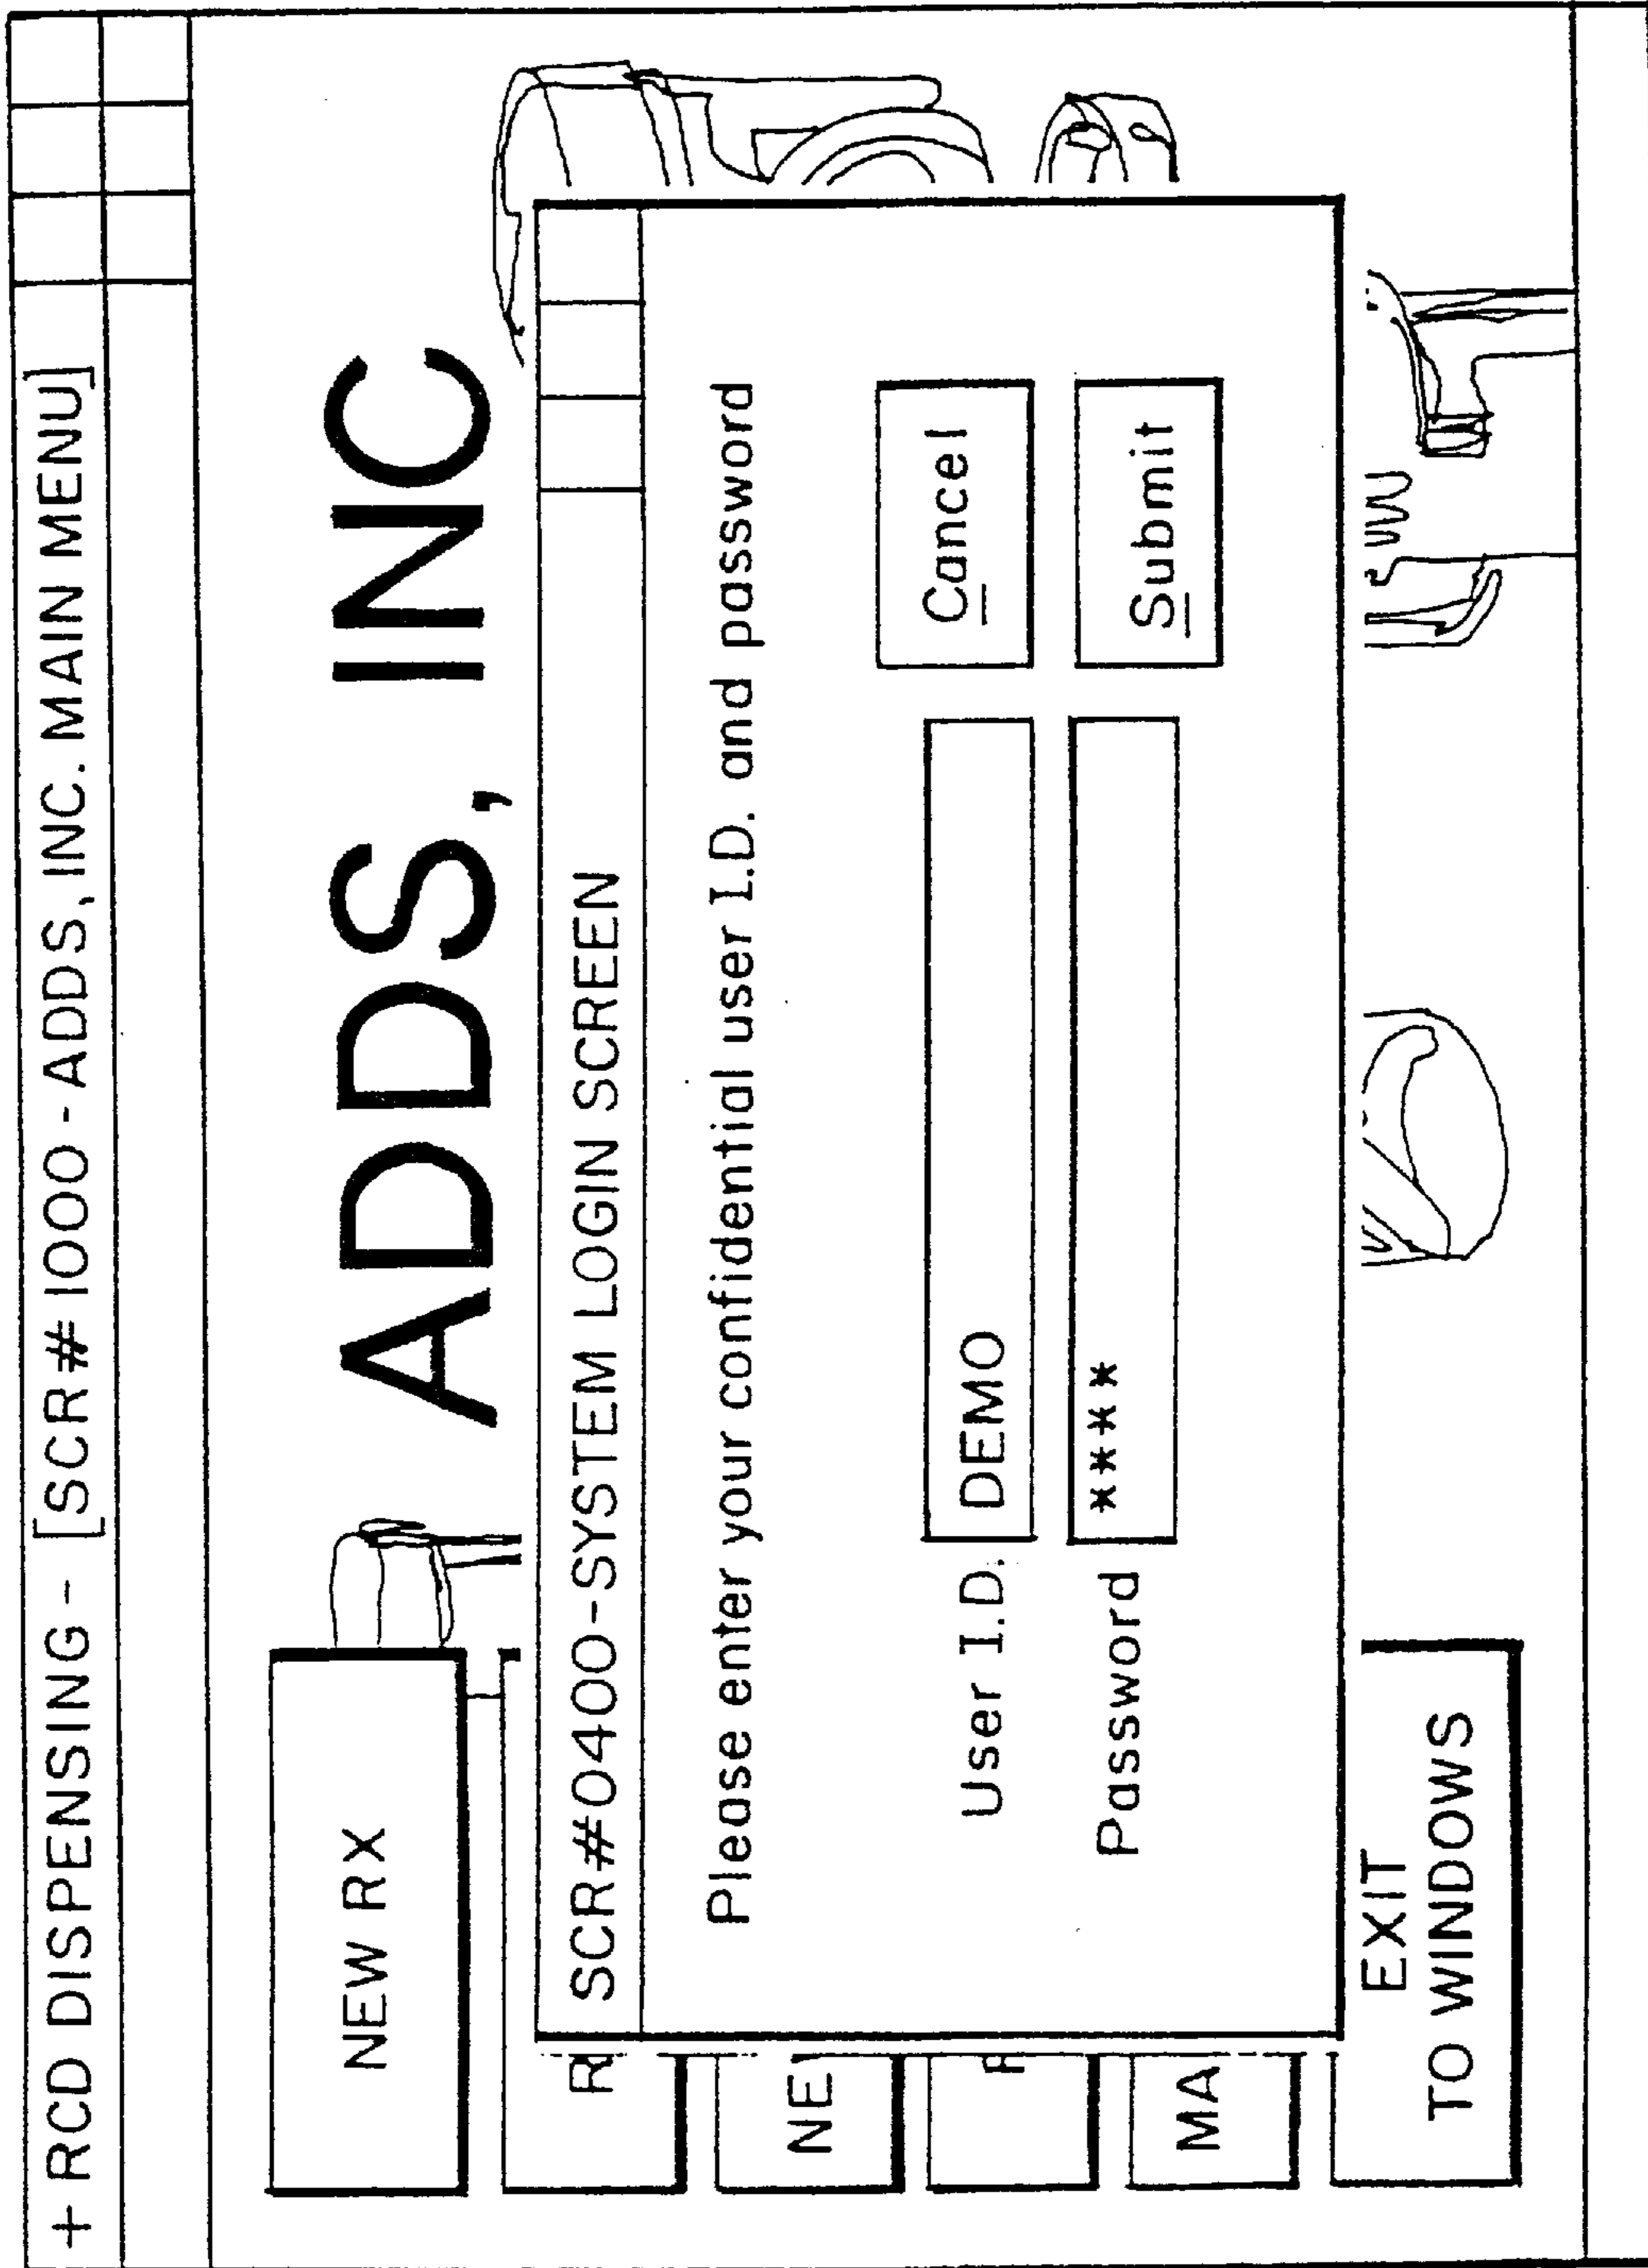 + RCD DISPENSING - [SCR# 1000 - ADDS, INC. MAIN MENU]
ADDS, INC
NEW RX
R
SCR#0400-SYSTEM LOGIN SCREEN
Please enter your confidential user I.D. and password
NE
User I.D. DEMO
Cancel
Password ****
Submit
MA
EXIT
TO WINDOWS